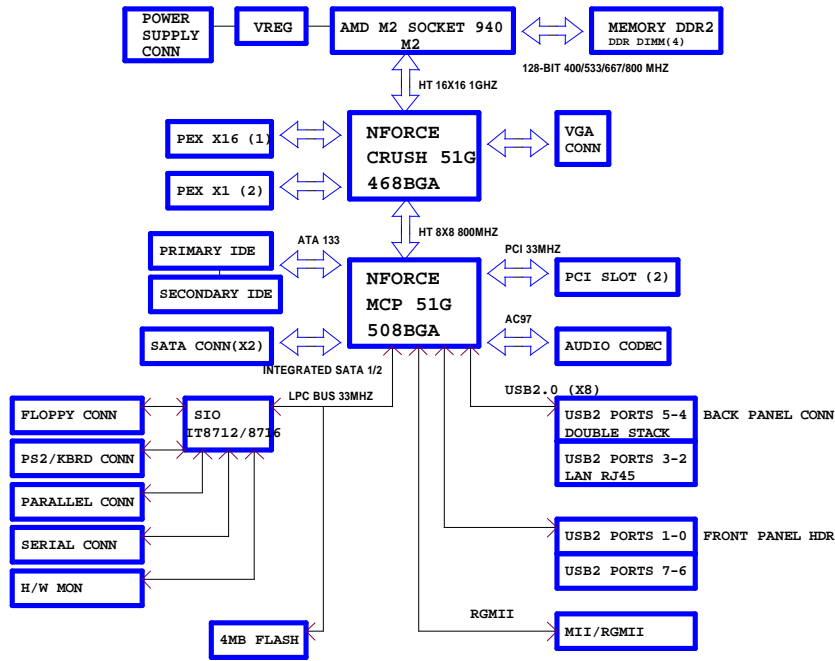 POWER
SUPPLY
CONN
VREG
AMD M2 SOCKET 940
M2
MEMORY DDR2
DDR DIMM(4)
128-BIT 400/533/667/800 MHZ
HT 16X16 1GHZ
PEX X16 (1)
NFORCE
CRUSH 51G
468BGA
VGA
CONN
PEX X1 (2)
HT 8X8 800MHZ
ATA 133
PCI 33MHZ
PRIMARY IDE
SECONDARY IDE
NFORCE
MCP 51G
508BGA
PCI SLOT (2)
AC97
SATA CONN(X2)
AUDIO CODEC
INTEGRATED SATA 1/2
LPC BUS 33MHZ
USB2.0 (X8)
FLOPPY CONN
SIO
IT8712/8716
USB2 PORTS 5-4
DOUBLE STACK
BACK PANEL CONN
PS2/KBRD CONN
USB2 PORTS 3-2
LAN RJ45
PARALLEL CONN
SERIAL CONN
USB2 PORTS 1-0
FRONT PANEL HDR
H/W MON
USB2 PORTS 7-6
RGMII
4MB FLASH
MII/RGMII